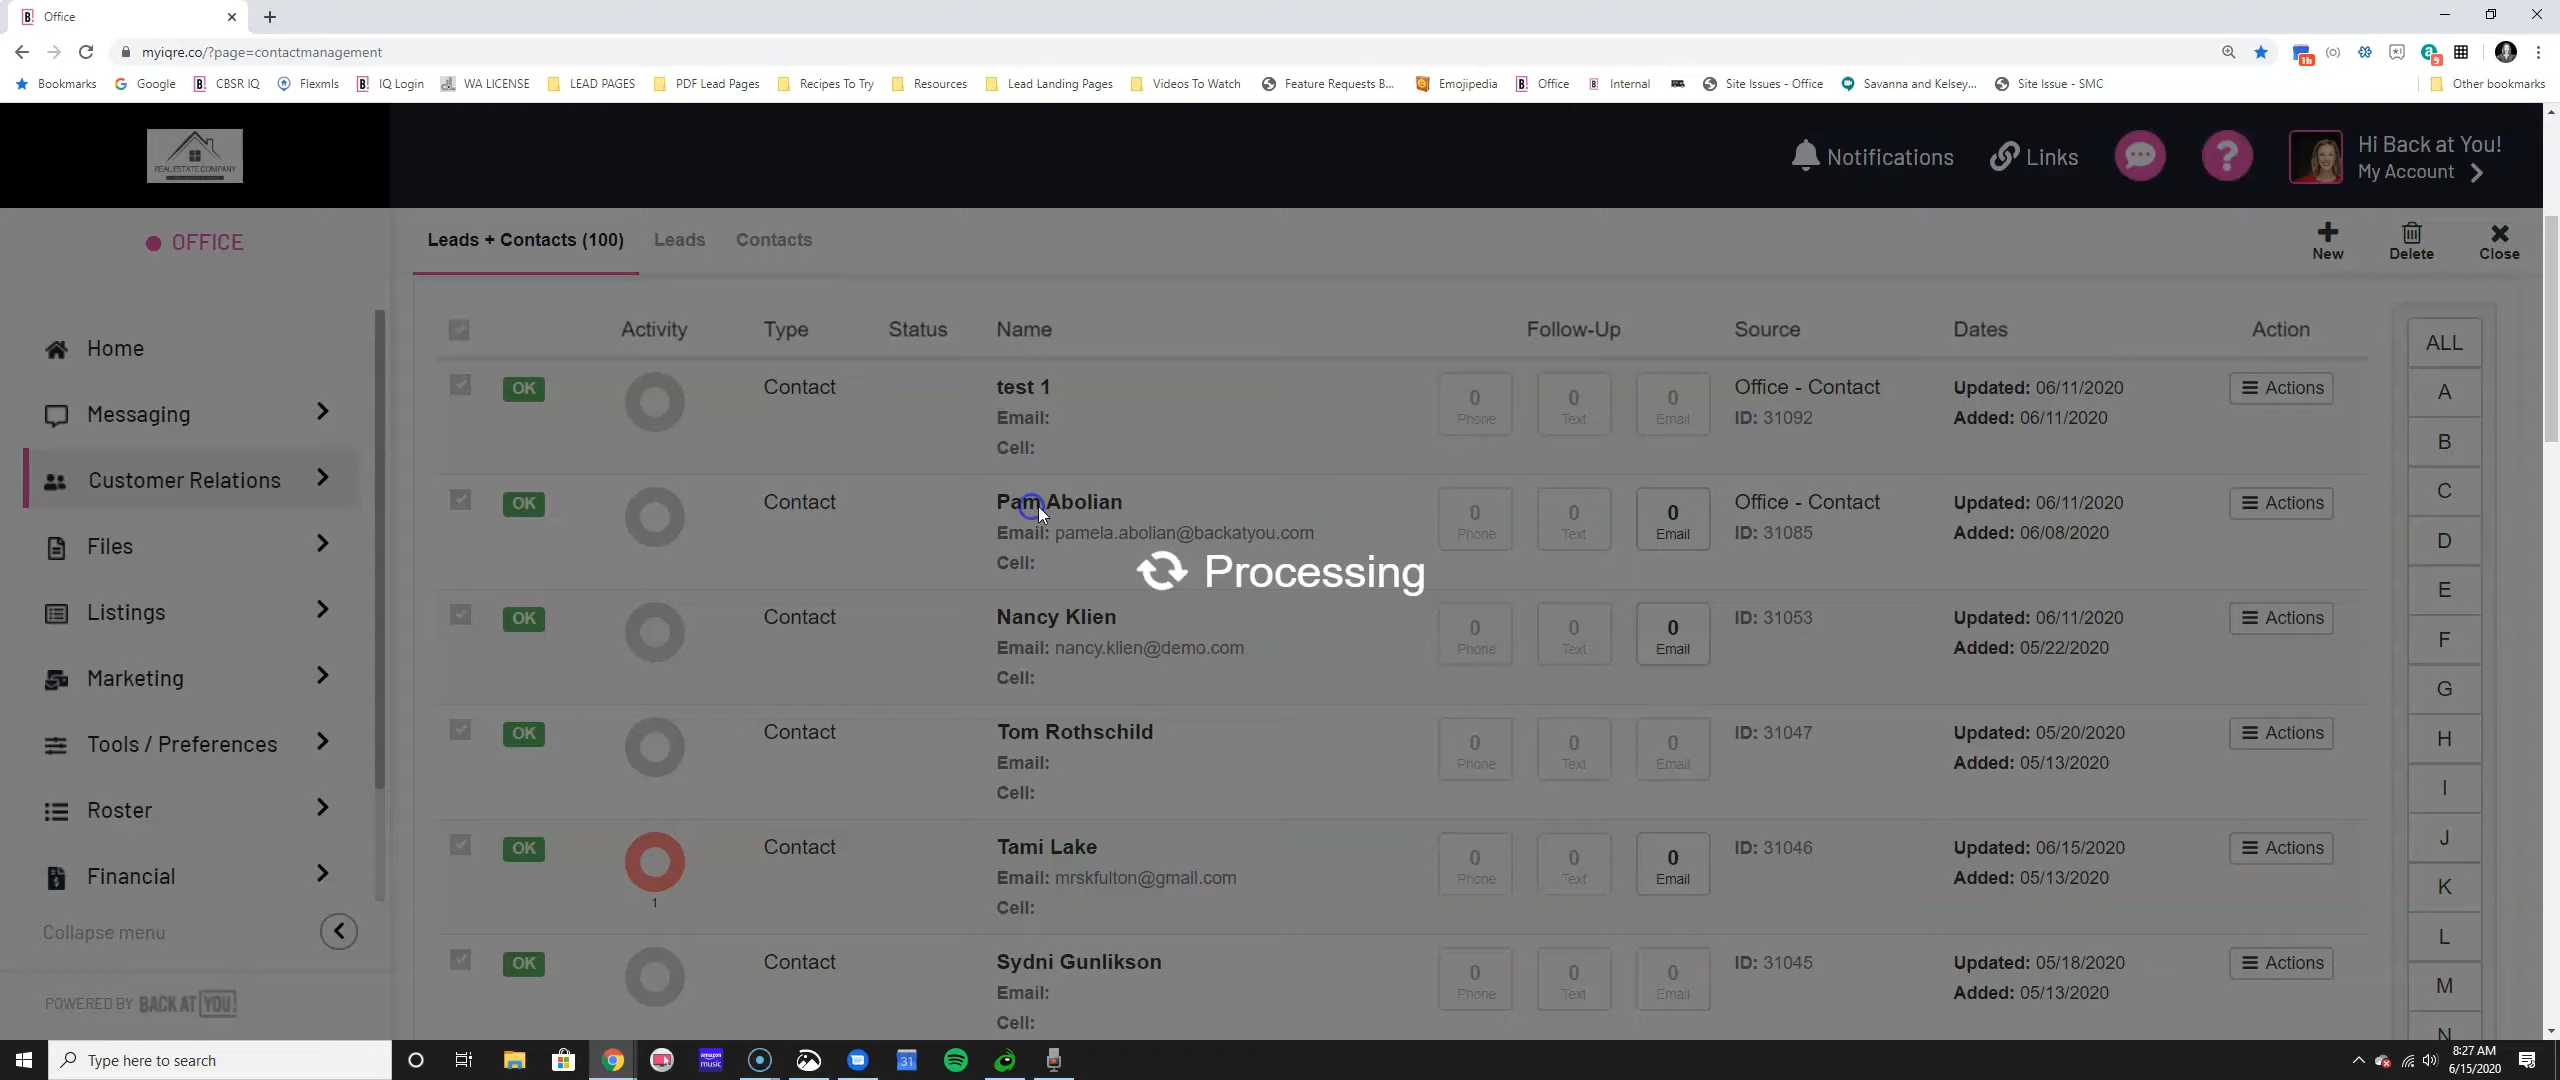 Office
myiqre.co/?page=contactmanagement
Bookmarks Google CBSR IQ Flexmls IQ Login WA LICENSE LEAD PAGES PDF Lead Pages Recipes To Try Resources Lead Landing Pages Videos To Watch Feature Requests B... Emojipedia Office Internal Site Issues - Office Savanna and Kelsey... Site Issue - SMC Other bookmarks
REAL ESTATE COMPANY
Notifications Links Hi Back at You!
My Account
OFFICE
Leads + Contacts (100) Leads Contacts
New Delete Close
Home
Messaging
Customer Relations
Files
Listings
Marketing
Tools / Preferences
Roster
Financial
Collapse menu
POWERED BY BACK AT YOU!
Activity Type Status Name Follow-Up Source Dates Action
OK Contact test 1 0 Phone 0 Text 0 Email Office - Contact Updated: 06/11/2020 Actions
Email: ID: 31092 Added: 06/11/2020
Cell:
OK Contact Pam Abolian 0 Phone 0 Text 0 Email Office - Contact Updated: 06/11/2020 Actions
Email: pamela.abolian@backatyou.com ID: 31085 Added: 06/08/2020
Cell:
Processing
OK Contact Nancy Klien 0 Phone 0 Text 0 Email ID: 31053 Updated: 06/11/2020 Actions
Email: nancy.klien@demo.com Added: 05/22/2020
Cell:
OK Contact Tom Rothschild 0 Phone 0 Text 0 Email ID: 31047 Updated: 05/20/2020 Actions
Email: Added: 05/13/2020
Cell:
OK Contact Tami Lake 0 Phone 0 Text 0 Email ID: 31046 Updated: 06/15/2020 Actions
Email: mrskfulton@gmail.com Added: 05/13/2020
1 Cell:
OK Contact Sydni Gunlikson 0 Phone 0 Text 0 Email ID: 31045 Updated: 05/18/2020 Actions
Email: Added: 05/13/2020
Cell:
ALL
A
B
C
D
E
F
G
H
I
J
K
L
M
N
Type here to search
amazon music
31
8:27 AM
6/15/2020